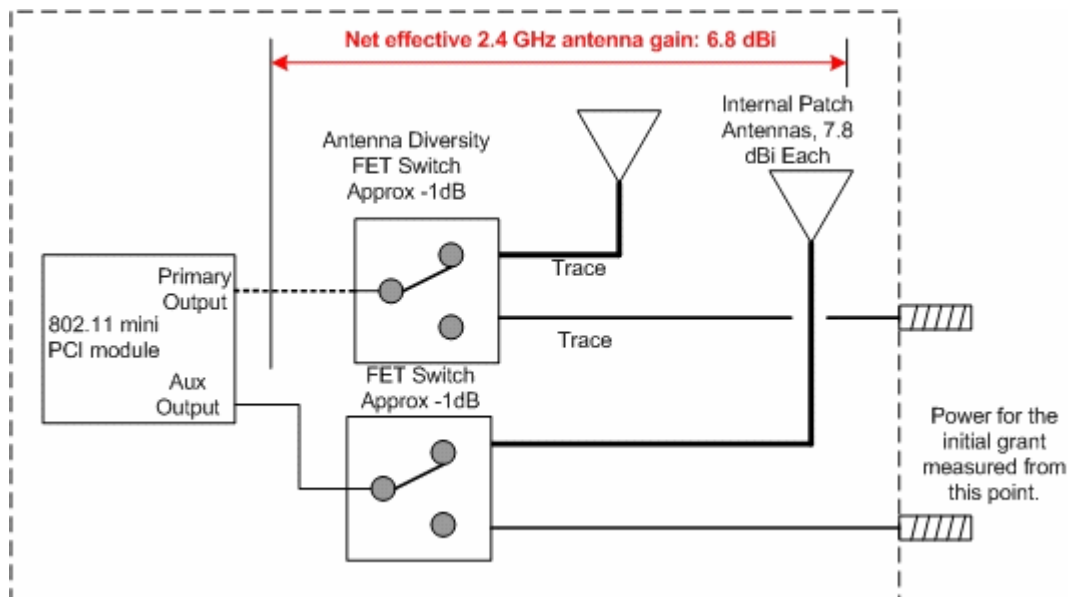 Net effective 2.4 GHz antenna gain: 6.8 dBi
Internal Patch
Antennas, 7.8
dBi Each
Antenna Diversity
FET Switch
Approx -1dB
Primary
Output
802.11 mini
PCI module
Aux
Output
Trace
Trace
FET Switch
Approx -1dB
Power for the
initial grant
measured from
this point.